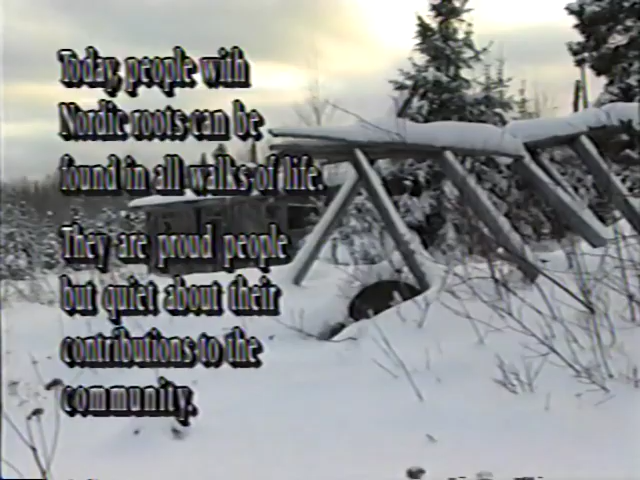 Today, people with
Nordic roots can be
found in all walks of life.
They are proud people
but quiet about their
contributions to the
community.